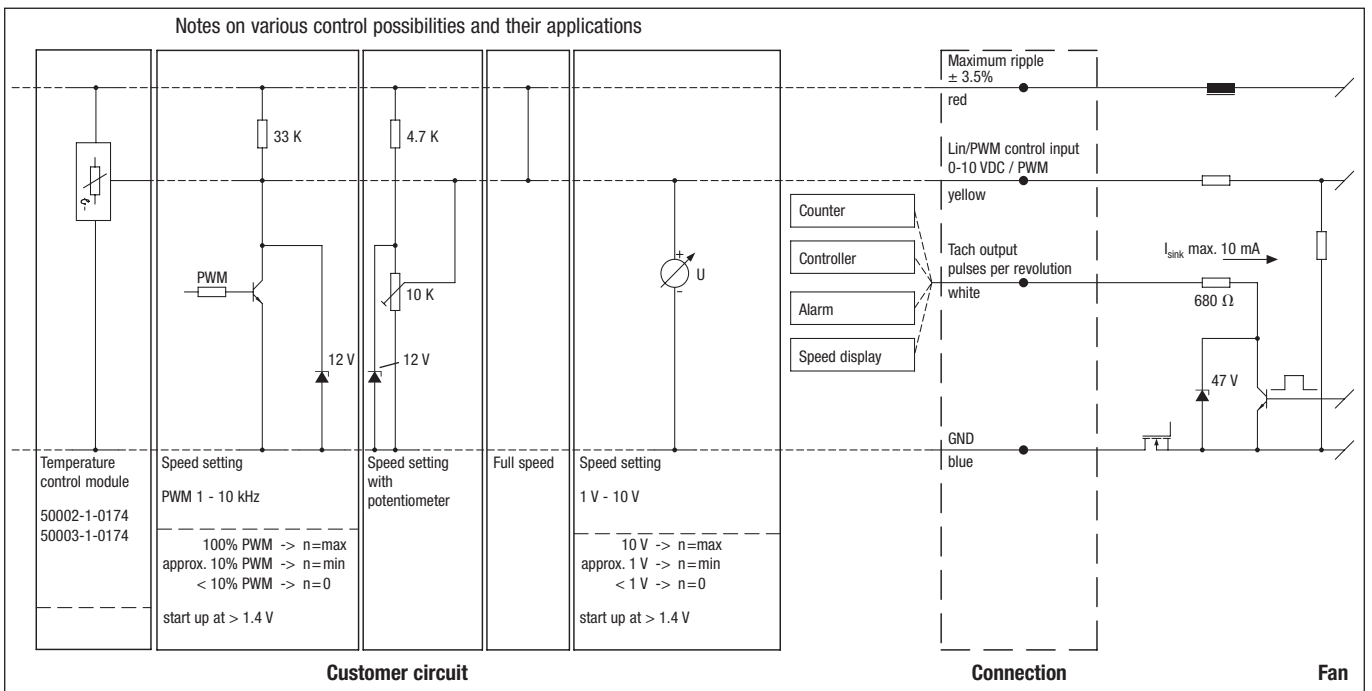 Notes on various control possibilities and their applications
33 K
PWM
12 V
4.7 K
10 K
12 V
+
U
–
Counter
Controller
Alarm
Speed display
Maximum ripple
± 3.5%
red
Lin/PWM control input
0-10 VDC / PWM
yellow
Tach output
pulses per revolution
white
GND
blue
Isink max. 10 mA
680 Ω
47 V
Temperature
control module
50002-1-0174
50003-1-0174
Speed setting
PWM 1 - 10 kHz
100% PWM -> n=max
approx. 10% PWM -> n=min
< 10% PWM -> n=0
start up at > 1.4 V
Speed setting
with
potentiometer
Full speed
Speed setting
1 V - 10 V
10 V -> n=max
approx. 1 V -> n=min
< 1 V -> n=0
start up at > 1.4 V
Customer circuit
Connection
Fan